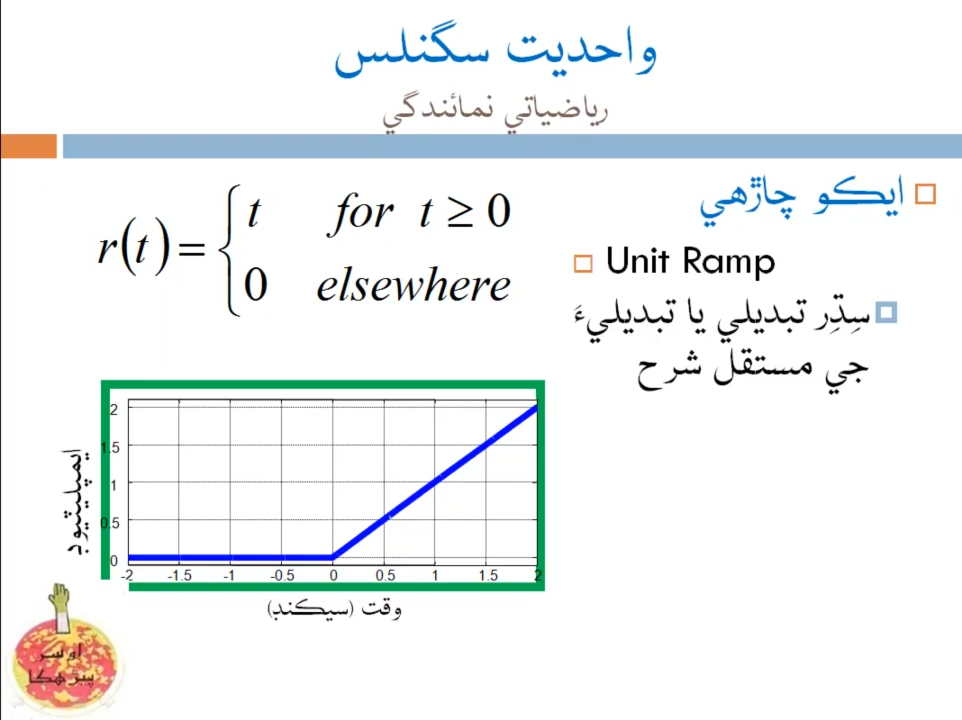 واحديت سگنلس
رياضياتي نمائندگي
ايڪو چاڙهي
Unit Ramp
سِڌِر تبديلي يا تبديليءَ
جي مستقل شرح
r(t) = { t for t ≥ 0
0 elsewhere
ايمپليٽيوڊ
2
1.5
1
0.5
0
-2 -1.5 -1 -0.5 0 0.5 1 1.5 2
وقت (سيڪنڊ)